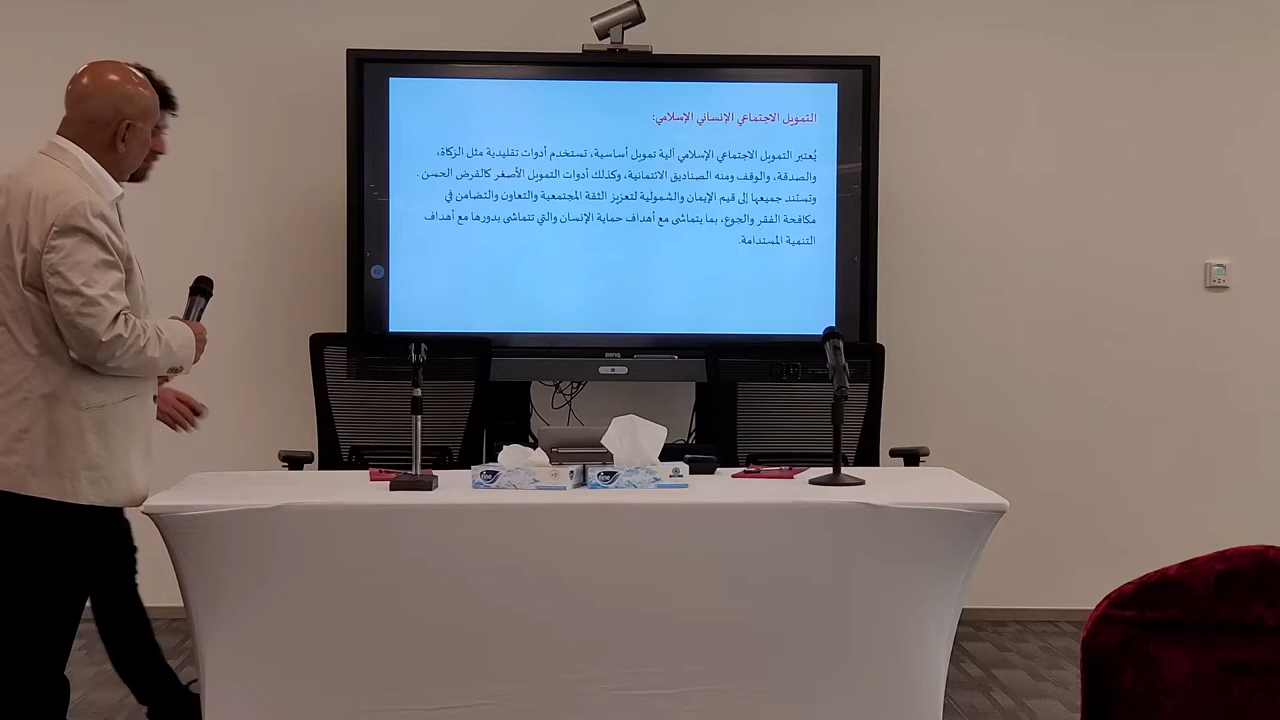 التمويل الاجتماعي الإنساني الإسلامي:
يُعتبر التمويل الاجتماعي الإسلامي آلية تمويل أساسية، تستخدم أدوات تقليدية مثل الزكاة،
والصدقة، والوقف ومنه الصناديق الائتمانية، وكذلك أدوات التمويل الأصغر كالقرض الحسن .
وتستند جميعها إلى قيم الإيمان والشمولية لتعزيز الثقة المجتمعية والتعاون والتضامن في
مكافحة الفقر والجوع، بما يتماشى مع أهداف حماية الإنسان والتي تتماشى بدورها مع أهداف
التنمية المستدامة.
BenQ
fine
fine